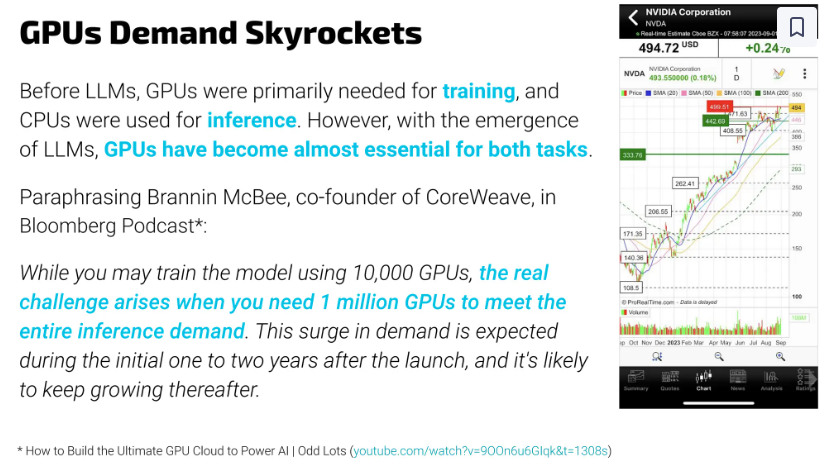 GPUs Demand Skyrockets
Before LLMs, GPUs were primarily needed for training, and
CPUs were used for inference. However, with the emergence
of LLMs, GPUs have become almost essential for both tasks.
Paraphrasing Brannin McBee, co-founder of CoreWeave, in
Bloomberg Podcast*:
While you may train the model using 10,000 GPUs, the real
challenge arises when you need 1 million GPUs to meet the
entire inference demand. This surge in demand is expected
during the initial one to two years after the launch, and it's likely
to keep growing thereafter.
* How to Build the Ultimate GPU Cloud to Power AI | Odd Lots (youtube.com/watch?v=9OOn6u6GIqk&t=1308s)
NVIDIA Corporation
NVDA
Real-time Estimate Cboe BZX - 07:58:07 2023-09-0
494.72 USD
+0.24%
NVDA
NVIDIA Corporation
493.550000 (0.18%)
1
D
Price SMA (20) SMA (50) SMA (100) SMA (200
550
494
471.63
442.69
408.55
350
333.76
293
262.41
250
206.55
200
171.35
150
140.36
108.5
100
© ProRealTime.com - Data is delayed
Volume
Oct Nov Dec 2023 Feb Mar Apr May Jun Jul Aug Sep
Summary Quotes Chart News Analysis Ratings